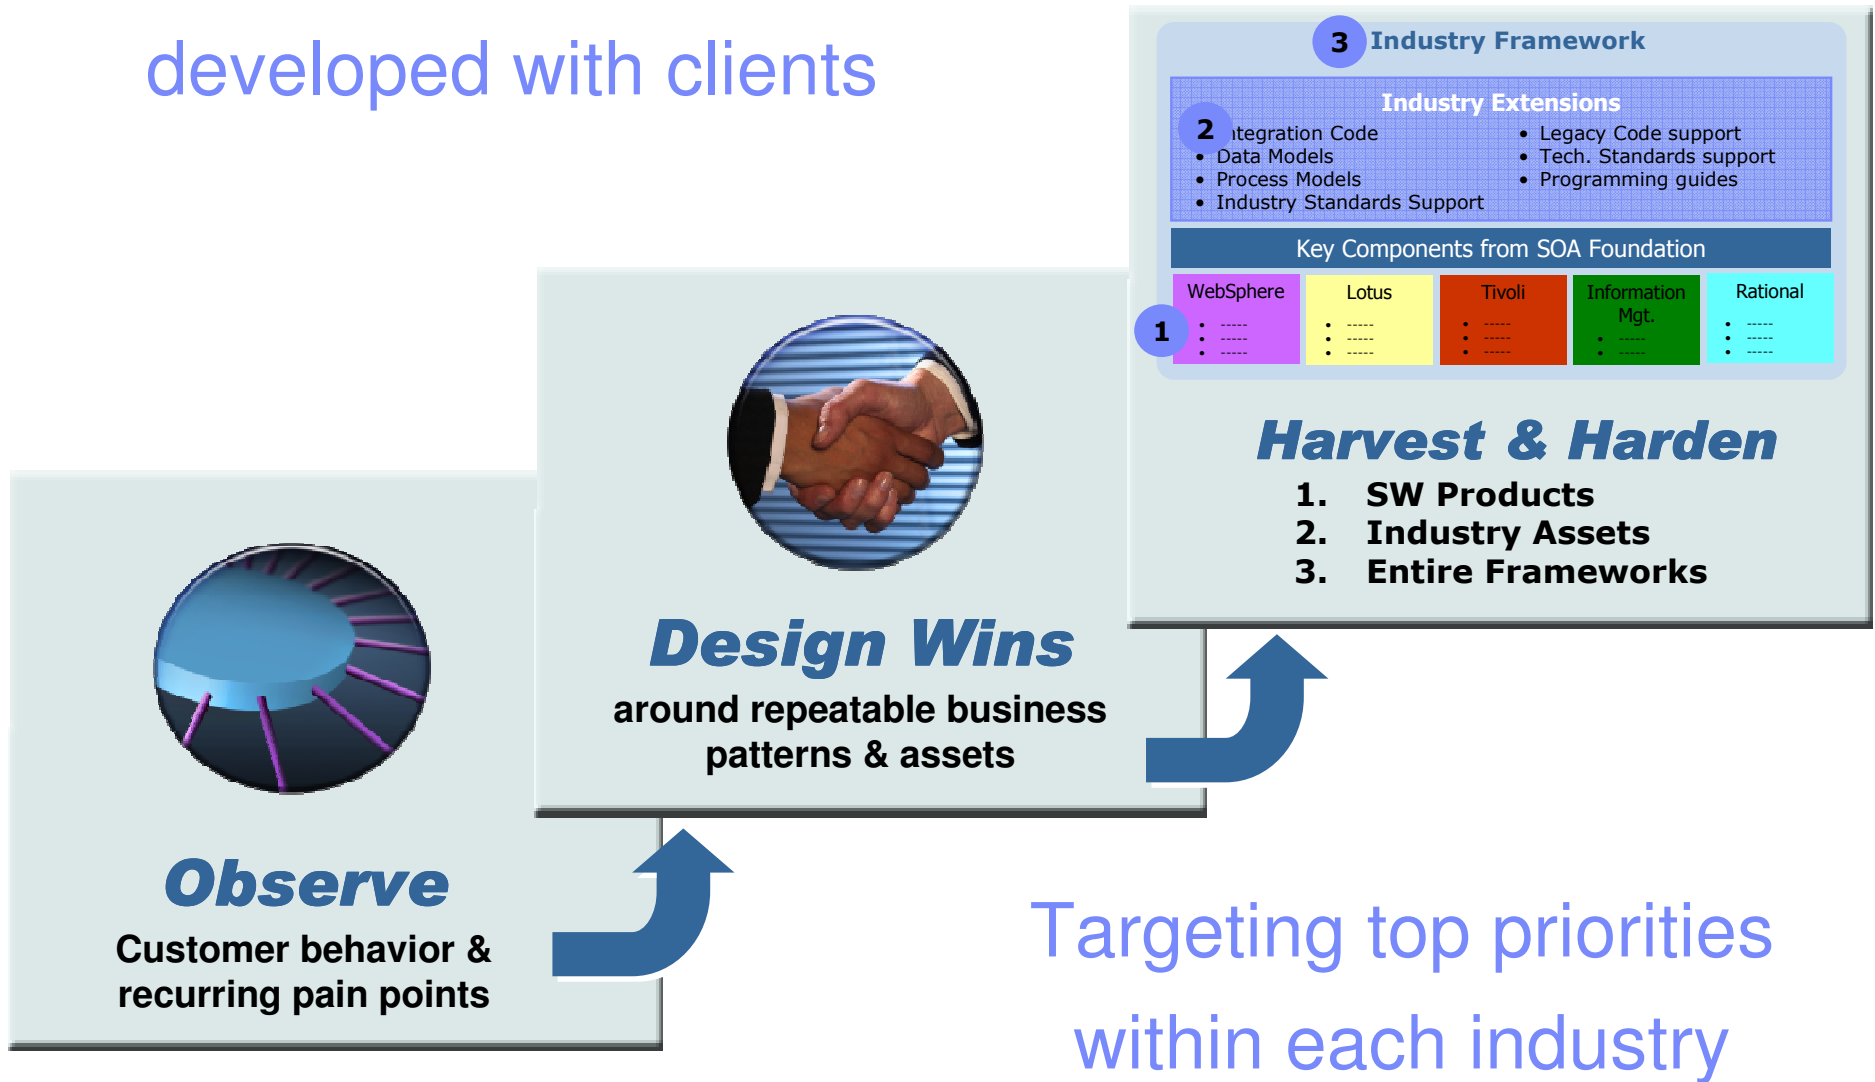 developed with clients
3 Industry Framework
Industry Extensions
2
ntegration Code
• Data Models
• Process Models
• Industry Standards Support
• Legacy Code support
• Tech. Standards support
• Programming guides
Key Components from SOA Foundation
1
WebSphere
• -----
• -----
• -----
Lotus
• -----
• -----
• -----
Tivoli
• -----
• -----
• -----
Information
Mgt.
• -----
• -----
Rational
• -----
• -----
• -----
Harvest & Harden
1. SW Products
2. Industry Assets
3. Entire Frameworks
Design Wins
around repeatable business
patterns & assets
Observe
Customer behavior &
recurring pain points
Targeting top priorities
within each industry